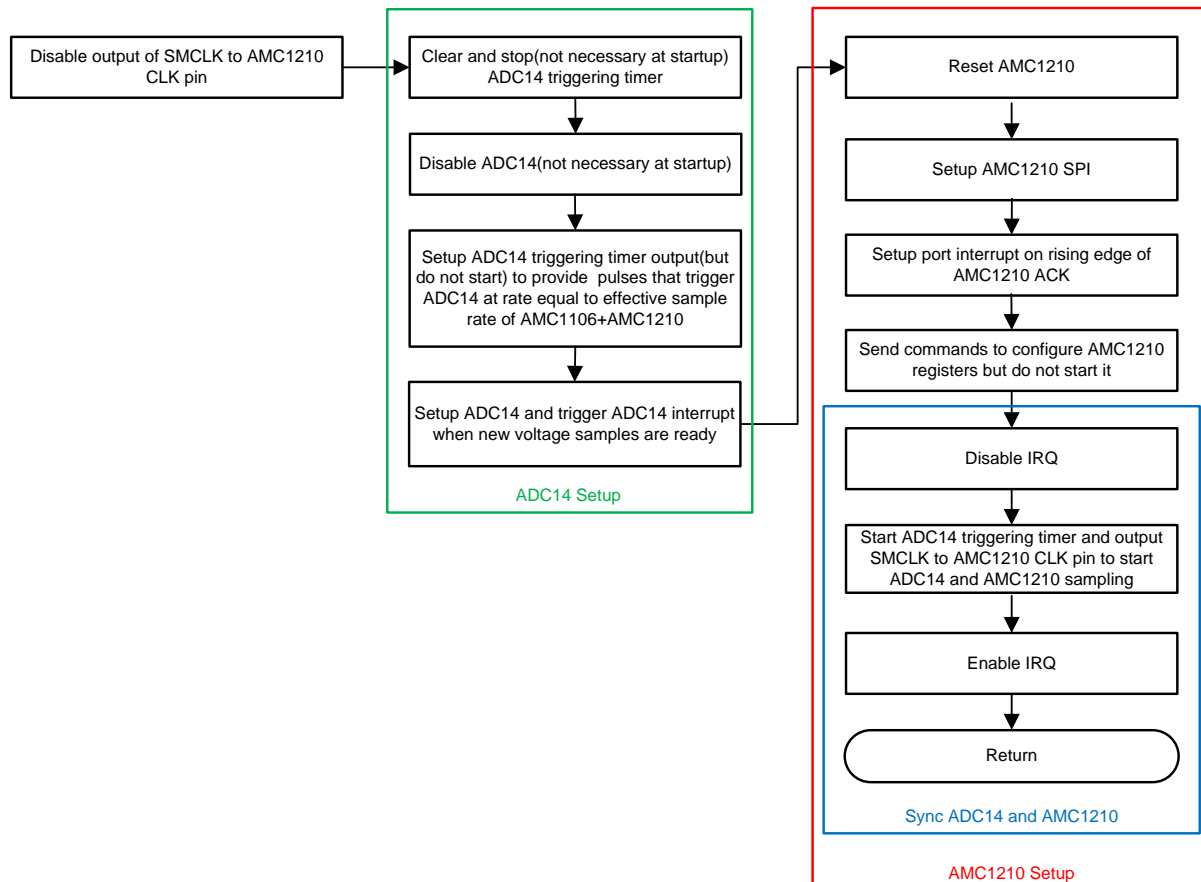 Disable output of SMCLK to AMC1210
CLK pin
Clear and stop(not necessary at startup)
ADC14 triggering timer
Disable ADC14(not necessary at startup)
Setup ADC14 triggering timer output(but
do not start) to provide  pulses that trigger
ADC14 at rate equal to effective sample
rate of AMC1106+AMC1210
Setup ADC14 and trigger ADC14 interrupt
when new voltage samples are ready
ADC14 Setup
Reset AMC1210
Setup AMC1210 SPI
Setup port interrupt on rising edge of
AMC1210 ACK
Send commands to configure AMC1210
registers but do not start it
Disable IRQ
Start ADC14 triggering timer and output
SMCLK to AMC1210 CLK pin to start
ADC14 and AMC1210 sampling
Enable IRQ
Return
Sync ADC14 and AMC1210
AMC1210 Setup